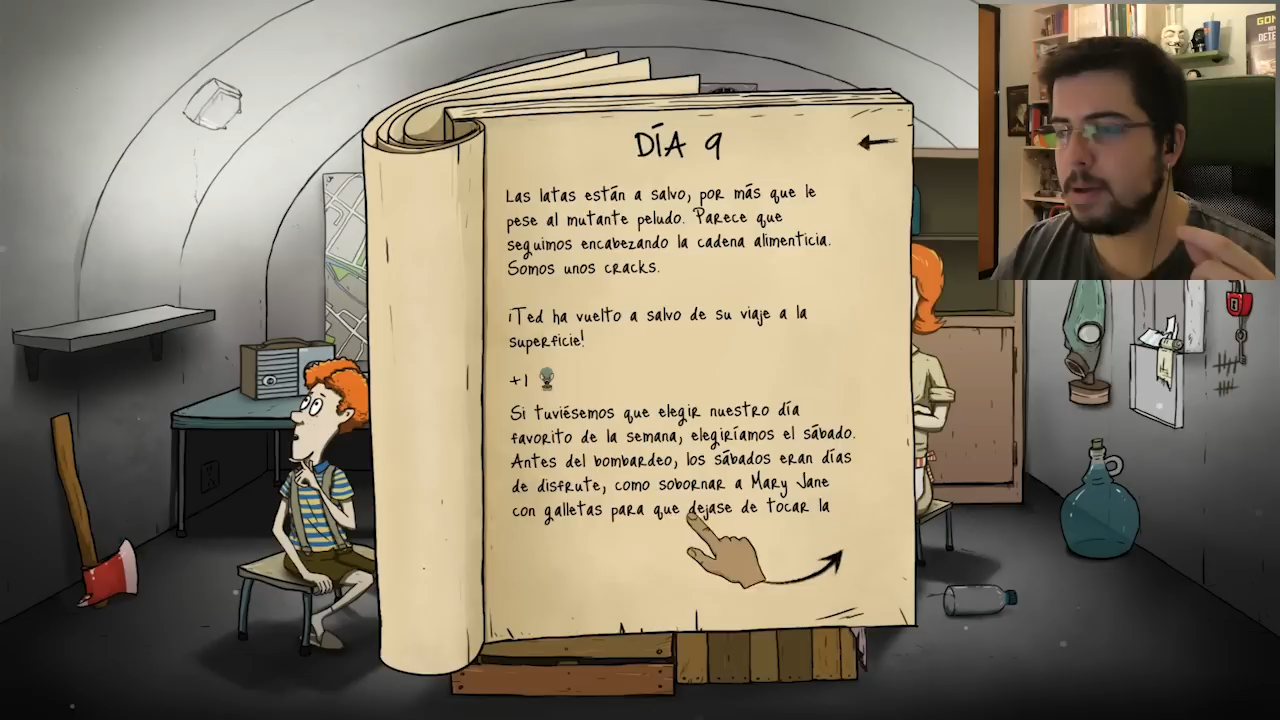 DÍA 9
Las latas están a salvo, por más que le
pese al mutante peludo. Parece que
seguimos encabezando la cadena alimenticia.
Somos unos cracks.
¡Ted ha vuelto a salvo de su viaje a la
superficie!
+1
Si tuviésemos que elegir nuestro día
favorito de la semana, elegiríamos el sábado.
Antes del bombardeo, los sábados eran días
de disfrute, como sobornar a Mary Jane
con galletas para que dejase de tocar la